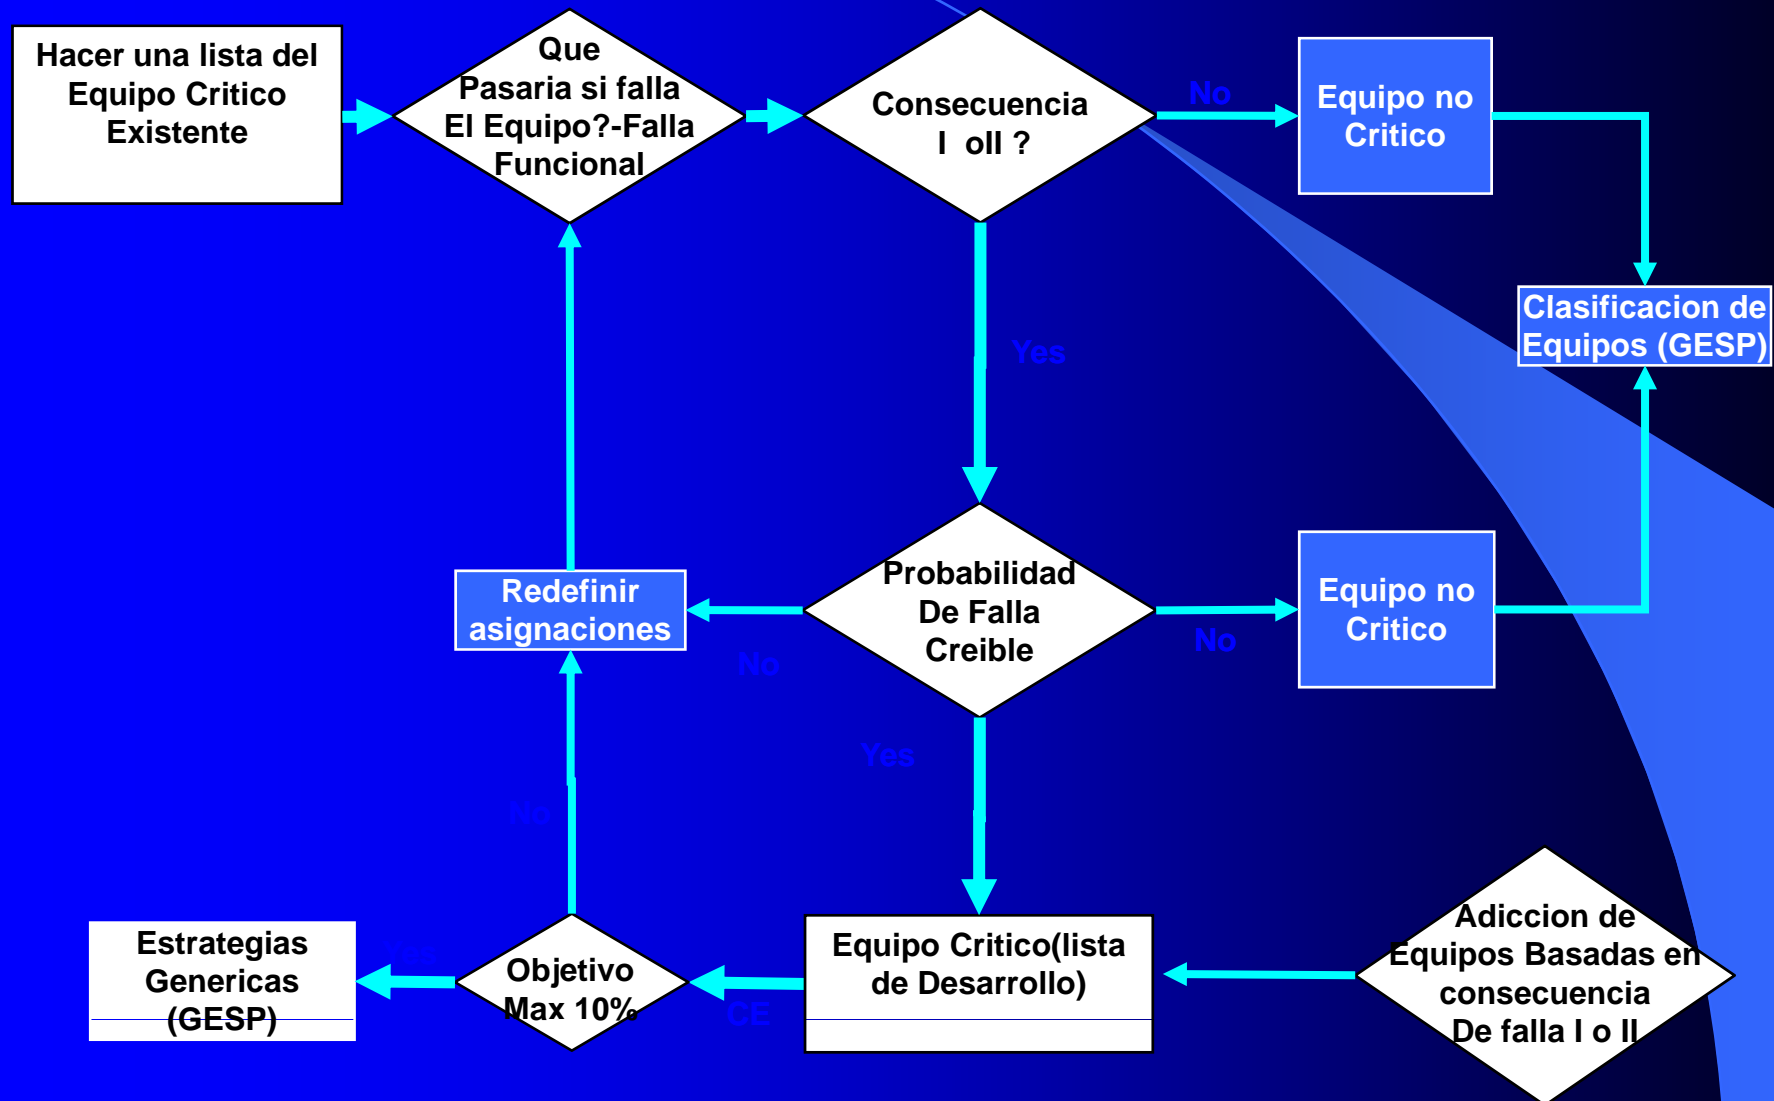 Hacer una lista del
Equipo Critico
Existente
Que
Pasaria si falla
El Equipo?-Falla
Funcional
Consecuencia
I oII ?
No
Equipo no
Critico
Clasificacion de
Equipos (GESP)
Yes
Redefinir
asignaciones
No
Probabilidad
De Falla
Creible
No
Equipo no
Critico
Yes
No
Estrategias
Genericas
(GESP)
Yes
Objetivo
Max 10%
CE
Equipo Critico(lista
de Desarrollo)
Adiccion de
Equipos Basadas en
consecuencia
De falla I o II